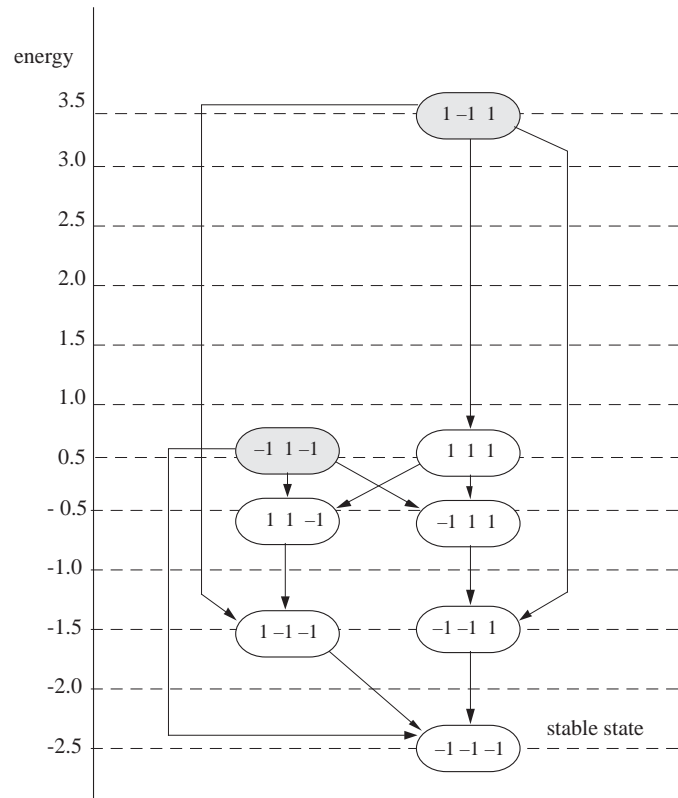 energy
3.5
1 –1 1
3.0
2.5
2.0
1.5
1.0
–1 1 –1
1 1 1
0.5
1 1 –1
–1 1 1
- 0.5
-1.0
1 –1 –1
–1 –1 1
-1.5
-2.0
stable state
–1 –1 –1
-2.5